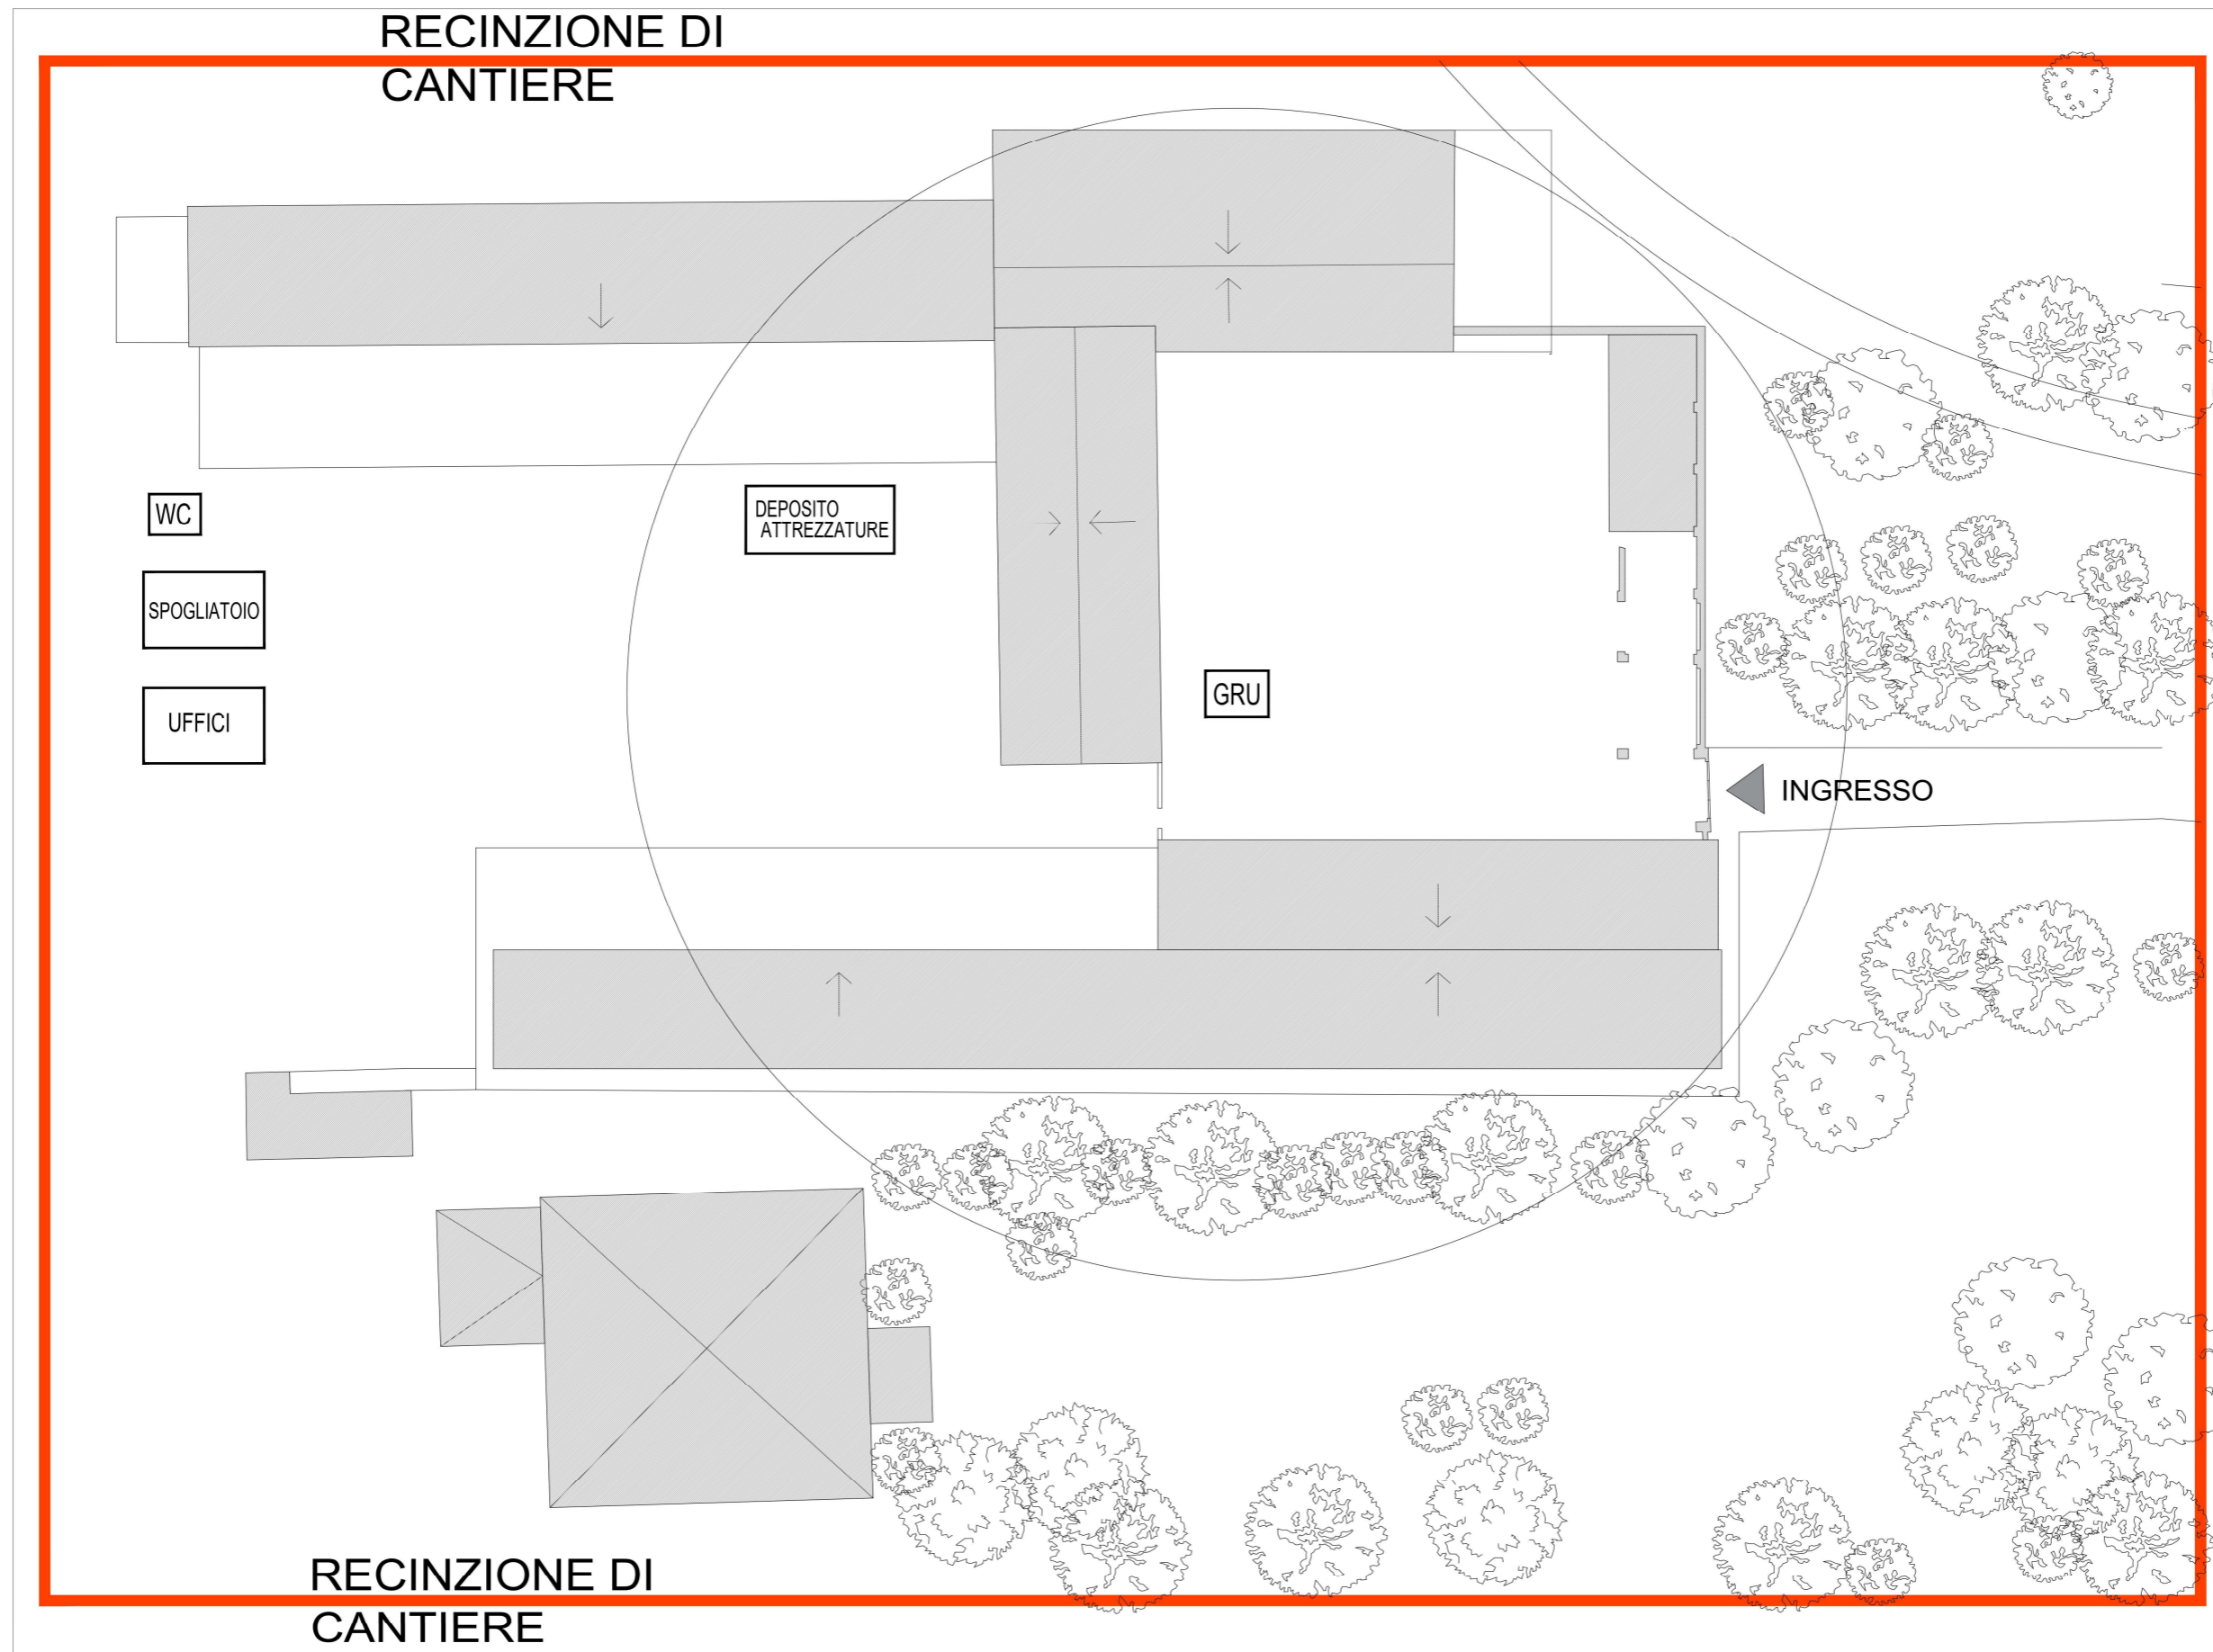 RECINZIONE DI
CANTIERE
WC
DEPOSITO
ATTREZZATURE
SPOGLIATOIO
UFFICI
GRU
INGRESSO
RECINZIONE DI
CANTIERE